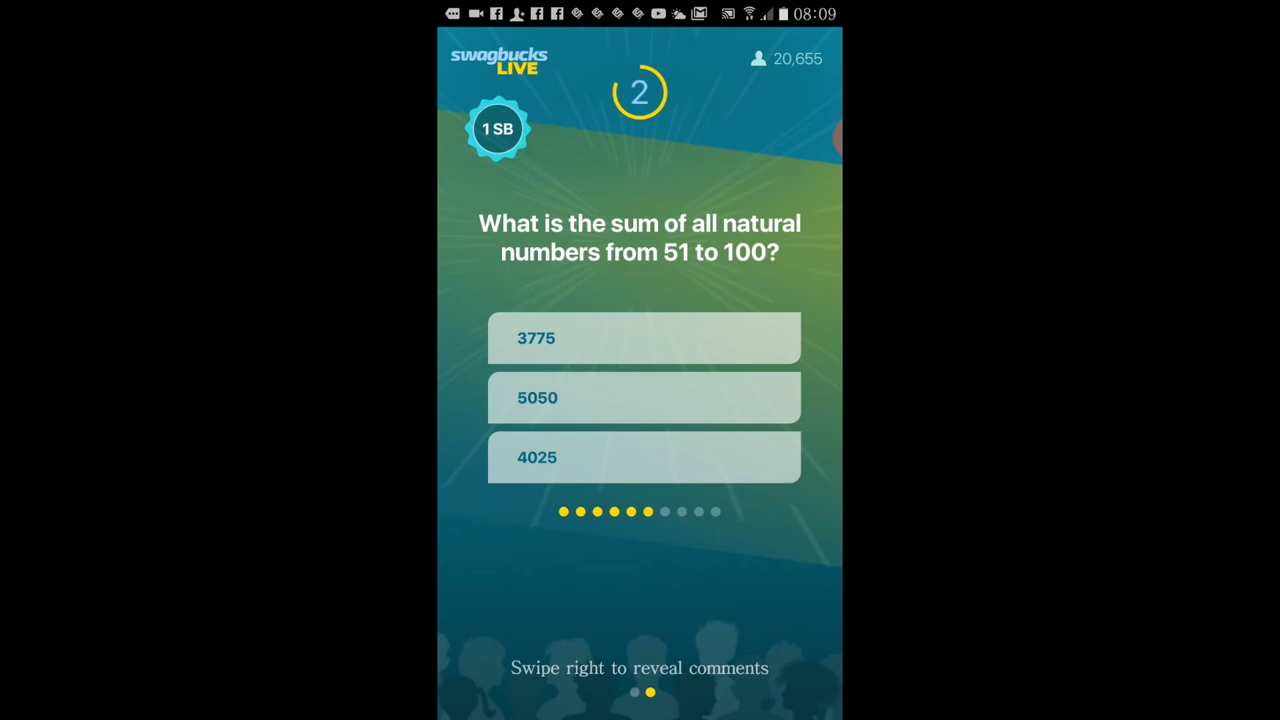 08:09
swagbucks
LIVE
20,655
2
1 SB
What is the sum of all natural
numbers from 51 to 100?
3775
5050
4025
Swipe right to reveal comments